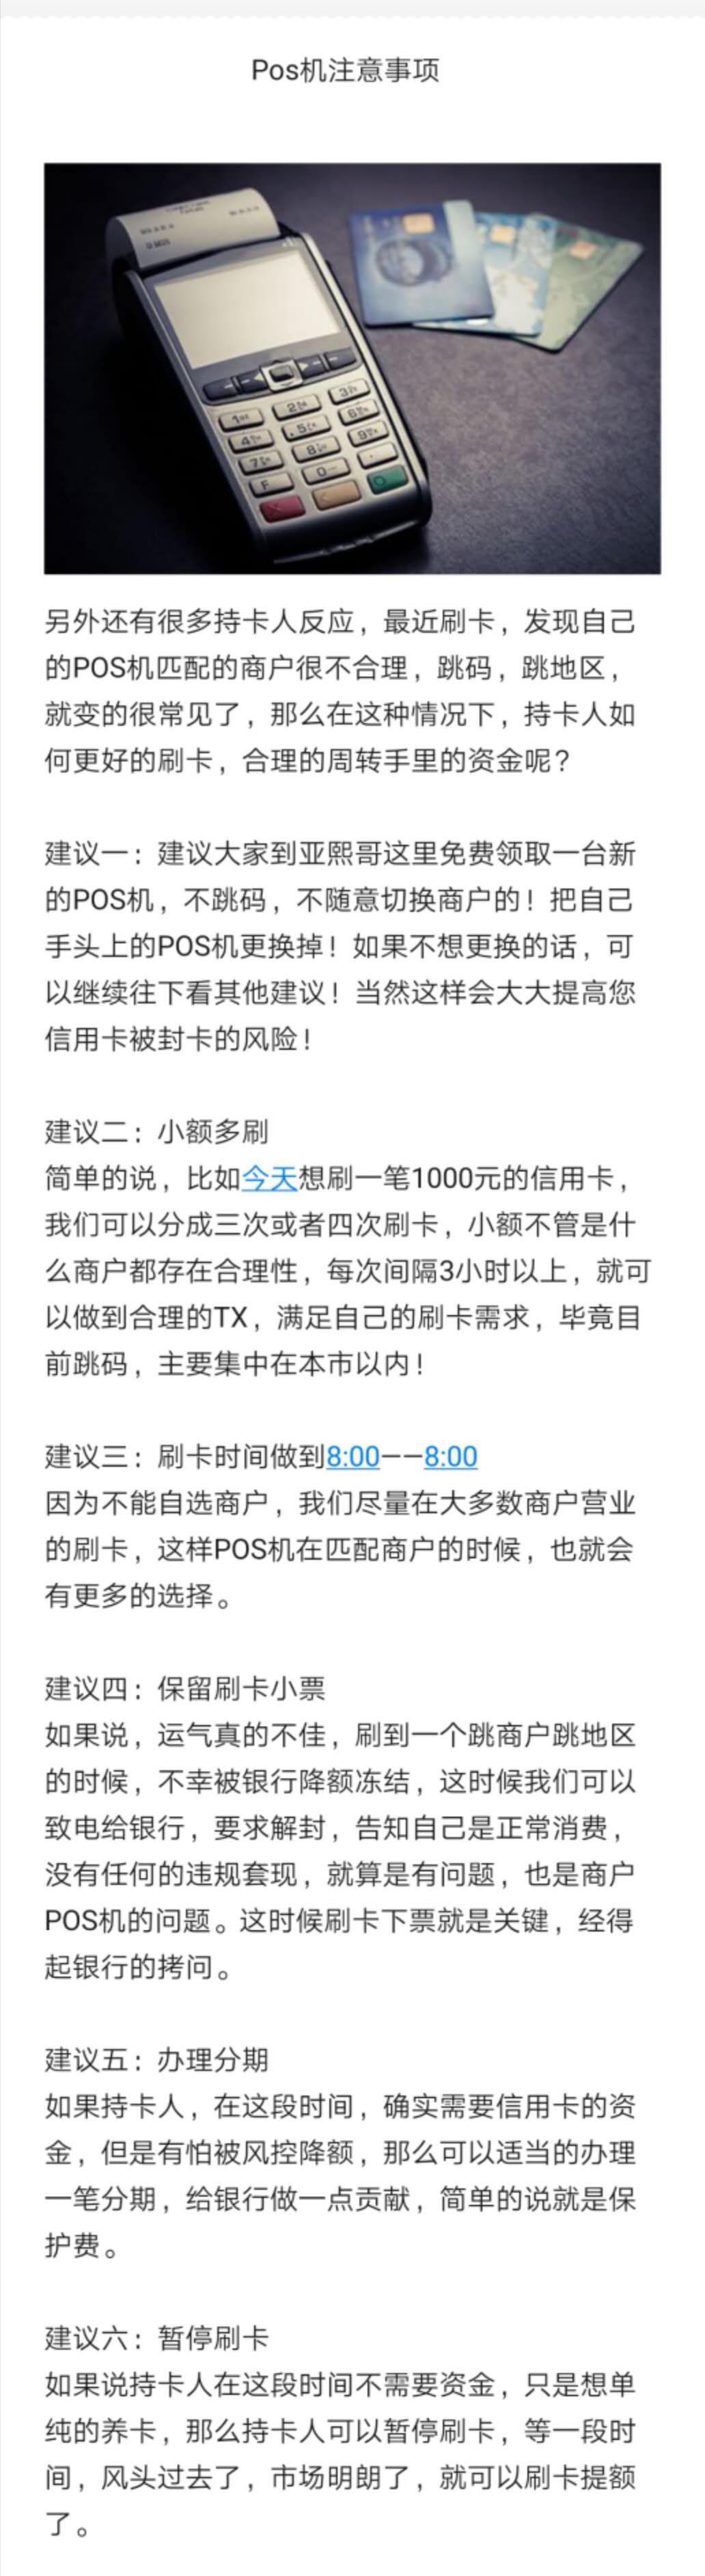 Pos机注意事项
1
2
3
4
5
6
7
8
9
F
0
另外还有很多持卡人反应，最近刷卡，发现自己
的POS机匹配的商户很不合理，跳码，跳地区，
就变的很常见了，那么在这种情况下，持卡人如
何更好的刷卡，合理的周转手里的资金呢？
建议一：建议大家到亚熙哥这里免费领取一台新
的POS机，不跳码，不随意切换商户的！把自己
手头上的POS机更换掉！如果不想更换的话，可
以继续往下看其他建议！当然这样会大大提高您
信用卡被封卡的风险！
建议二：小额多刷
简单的说，比如今天想刷一笔1000元的信用卡，
我们可以分成三次或者四次刷卡，小额不管是什
么商户都存在合理性，每次间隔3小时以上，就可
以做到合理的TX，满足自己的刷卡需求，毕竟目
前跳码，主要集中在本市以内！
建议三：刷卡时间做到8:00——8:00
因为不能自选商户，我们尽量在大多数商户营业
的刷卡，这样POS机在匹配商户的时候，也就会
有更多的选择。
建议四：保留刷卡小票
如果说，运气真的不佳，刷到一个跳商户跳地区
的时候，不幸被银行降额冻结，这时候我们可以
致电给银行，要求解封，告知自己是正常消费，
没有任何的违规套现，就算是有问题，也是商户
POS机的问题。这时候刷卡下票就是关键，经得
起银行的拷问。
建议五：办理分期
如果持卡人，在这段时间，确实需要信用卡的资
金，但是有怕被风控降额，那么可以适当的办理
一笔分期，给银行做一点贡献，简单的说就是保
护费。
建议六：暂停刷卡
如果说持卡人在这段时间不需要资金，只是想单
纯的养卡，那么持卡人可以暂停刷卡，等一段时
间，风头过去了，市场明朗了，就可以刷卡提额
了。